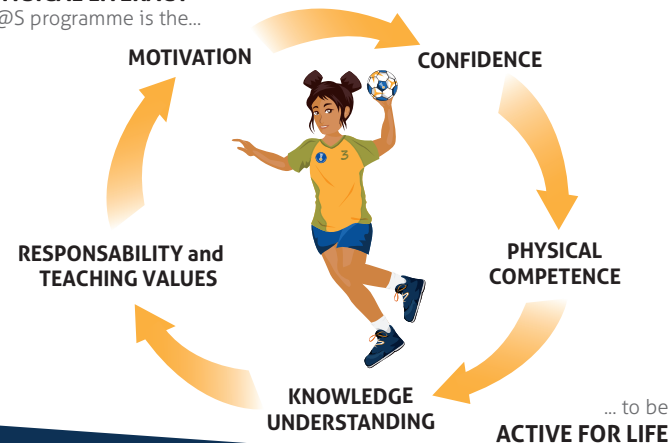 @S programme is the...
MOTIVATION
CONFIDENCE
3
RESPONSABILITY and
TEACHING VALUES
PHYSICAL
COMPETENCE
KNOWLEDGE
UNDERSTANDING
... to be
ACTIVE FOR LIFE